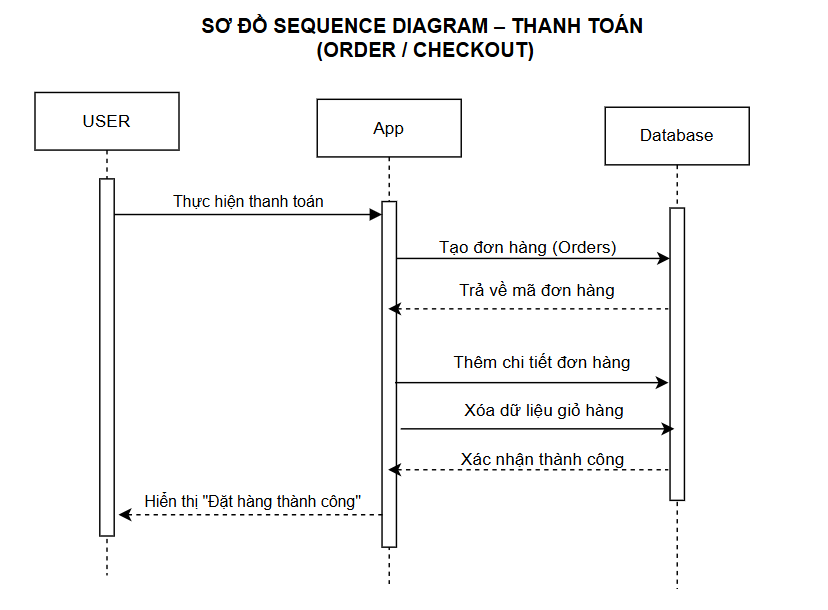 SƠ ĐỒ SEQUENCE DIAGRAM – THANH TOÁN
(ORDER / CHECKOUT)
USER
App
Database
Thực hiện thanh toán
Tạo đơn hàng (Orders)
Trả về mã đơn hàng
Thêm chi tiết đơn hàng
Xóa dữ liệu giỏ hàng
Xác nhận thành công
Hiển thị "Đặt hàng thành công"